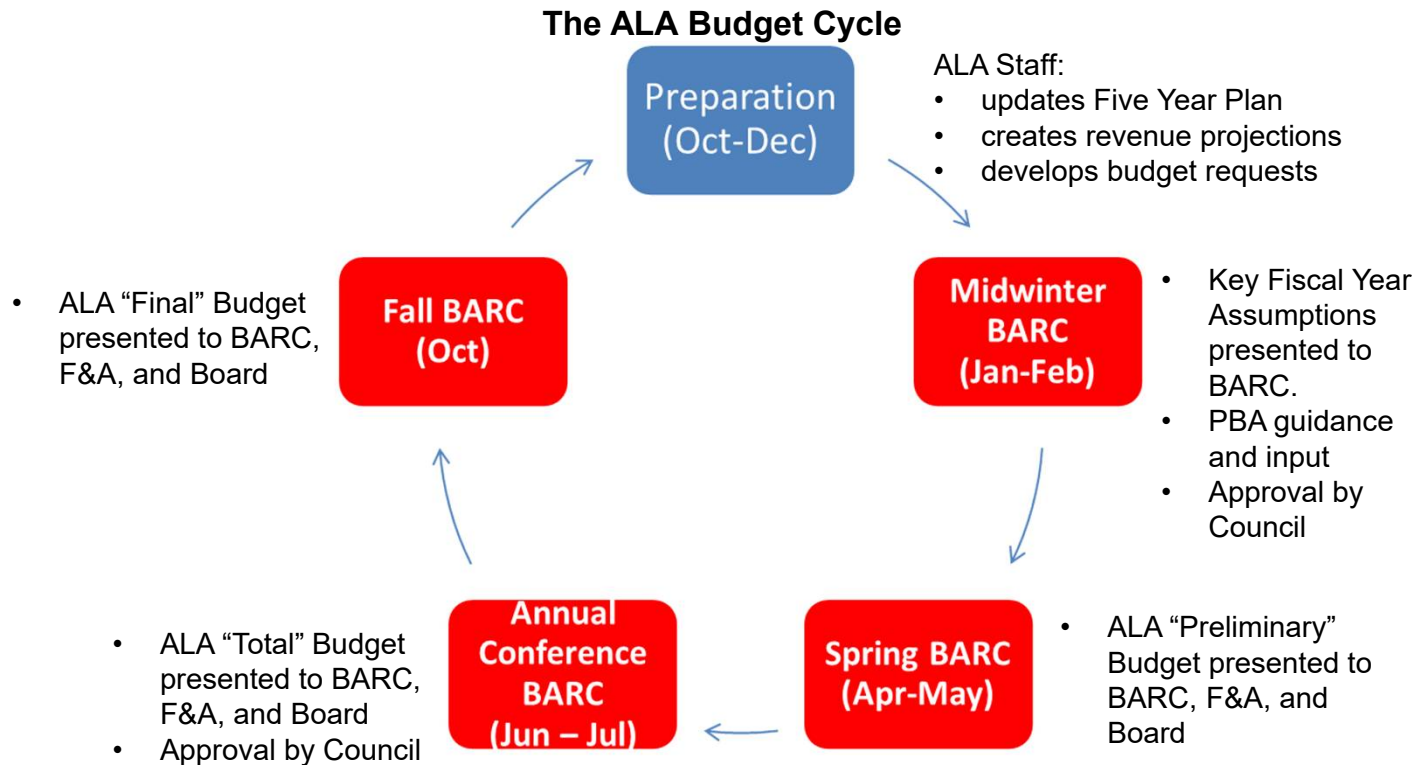 The ALA Budget Cycle
Preparation
(Oct-Dec)
ALA Staff:
• updates Five Year Plan
• creates revenue projections
• develops budget requests
Midwinter
BARC
(Jan-Feb)
• Key Fiscal Year
Assumptions
presented to
BARC.
• PBA guidance
and input
• Approval by
Council
Spring BARC
(Apr-May)
• ALA “Preliminary”
Budget presented to
BARC, F&A, and
Board
Annual
Conference
BARC
(Jun – Jul)
• ALA “Total” Budget
presented to BARC,
F&A, and Board
• Approval by Council
Fall BARC
(Oct)
• ALA “Final” Budget
presented to BARC,
F&A, and Board